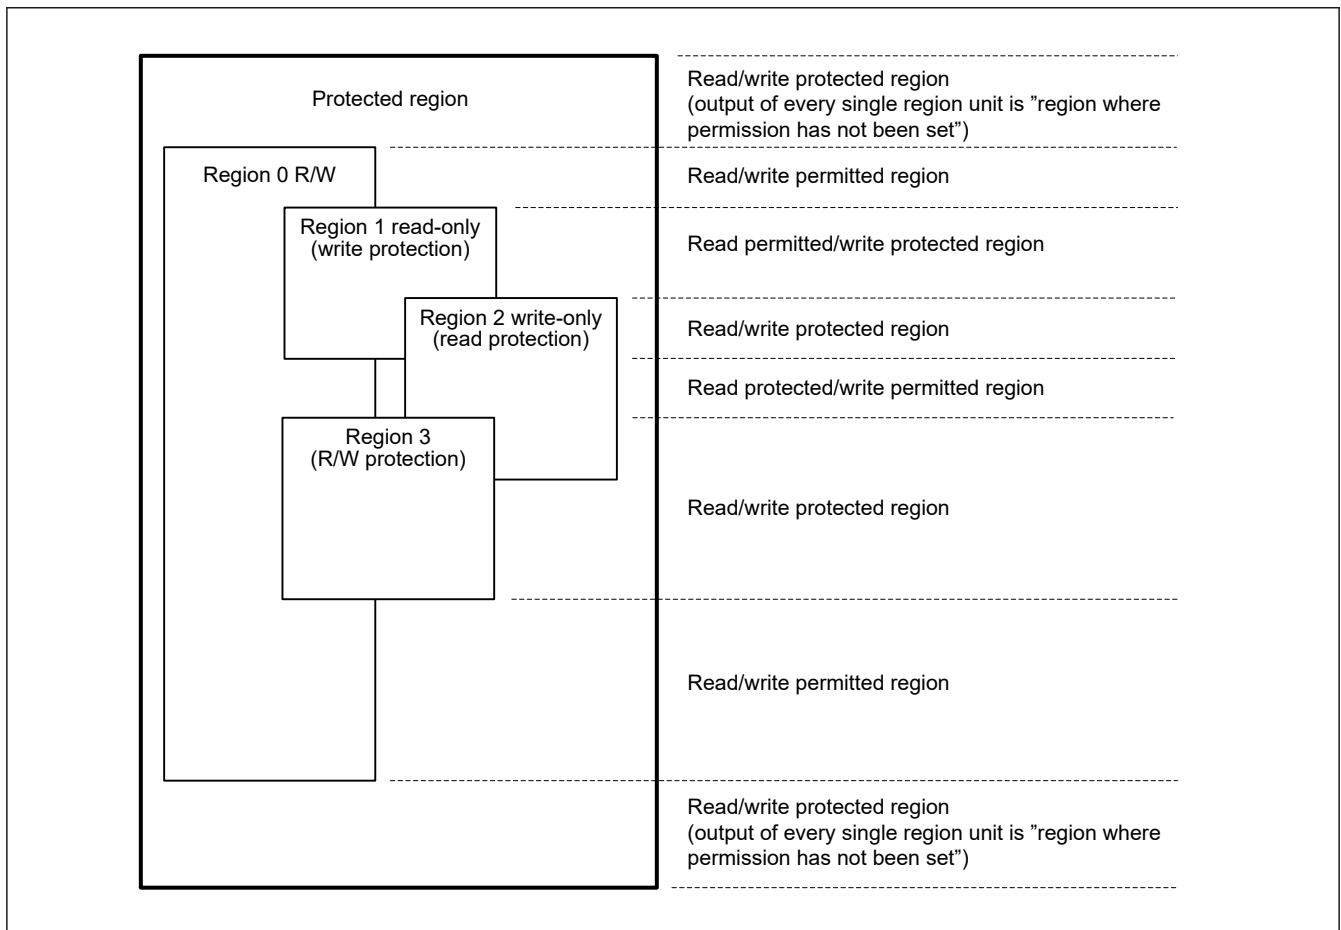 Protected region
Read/write protected region
(output of every single region unit is ”region where
permission has not been set”)
Region 0 R/W
Read/write permitted region
Region 1 read-only
(write protection)
Read permitted/write protected region
Region 2 write-only
(read protection)
Read/write protected region
Read protected/write permitted region
Region 3
(R/W protection)
Read/write protected region
Read/write permitted region
Read/write protected region
(output of every single region unit is ”region where
permission has not been set”)